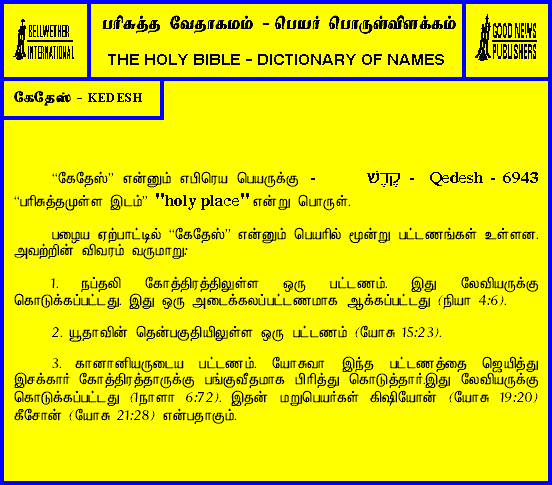 BELLWETHER
INTERNATIONAL
பரிசுத்த வேதாகமம் - பெயர் பொருள்விளக்கம்
THE HOLY BIBLE - DICTIONARY OF NAMES
GOOD NEWS
PUBLISHERS
கேதேஸ் - KEDESH
“கேதேஸ்” என்னும் எபிரெய பெயருக்கு - קֶדֶשׁ - Qedesh - 6943
“பரிசுத்தமுள்ள இடம்” "holy place" என்று பொருள்.
பழைய ஏற்பாட்டில் “கேதேஸ்” என்னும் பெயரில் மூன்று பட்டணங்கள் உள்ளன.
அவற்றின் விவரம் வருமாறு:
1. நப்தலி கோத்திரத்திலுள்ள ஒரு பட்டணம். இது லேவியருக்கு
கொடுக்கப்பட்டது. இது ஒரு அடைக்கலப்பட்டணமாக ஆக்கப்பட்டது (நியா 4:6).
2. யூதாவின் தென்பகுதியிலுள்ள ஒரு பட்டணம் (யோசு 15:23).
3. கானானியருடைய பட்டணம். யோசுவா இந்த பட்டணத்தை ஜெயித்து
இசக்கார் கோத்திரத்தாருக்கு பங்குவீதமாக பிரித்து கொடுத்தார்.இது லேவியருக்கு
கொடுக்கப்பட்டது (1நாளா 6:72). இதன் மறுபெயர்கள் கிஷியோன் (யோசு 19:20)
கீசோன் (யோசு 21:28) என்பதாகும்.